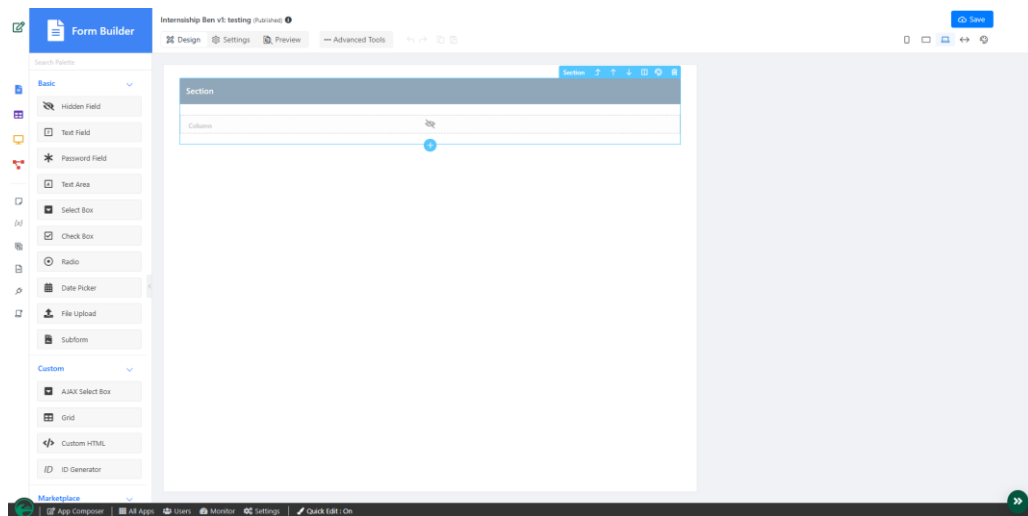 Internsiship Ben v1: testing (Published)
Save
Form Builder
Design Settings Preview Advanced Tools
Search Palette
Basic
Hidden Field
Text Field
Password Field
Text Area
Select Box
Check Box
Radio
Date Picker
File Upload
Subform
Custom
AJAX Select Box
Grid
Custom HTML
ID ID Generator
Marketplace
Section
Section
Column
{x}
App Composer All Apps Users Monitor Settings Quick Edit : On